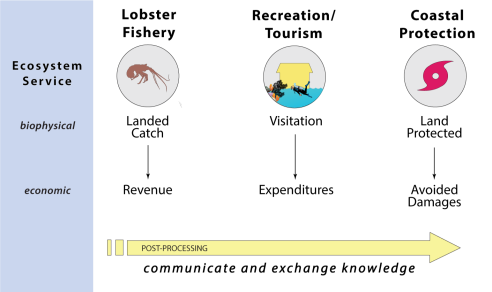 Lobster
Fishery
Recreation/
Tourism
Coastal
Protection
Ecosystem
Service
biophysical
Landed
Catch
Visitation
Land
Protected
economic
Revenue
Expenditures
Avoided
Damages
POST-PROCESSING
communicate and exchange knowledge